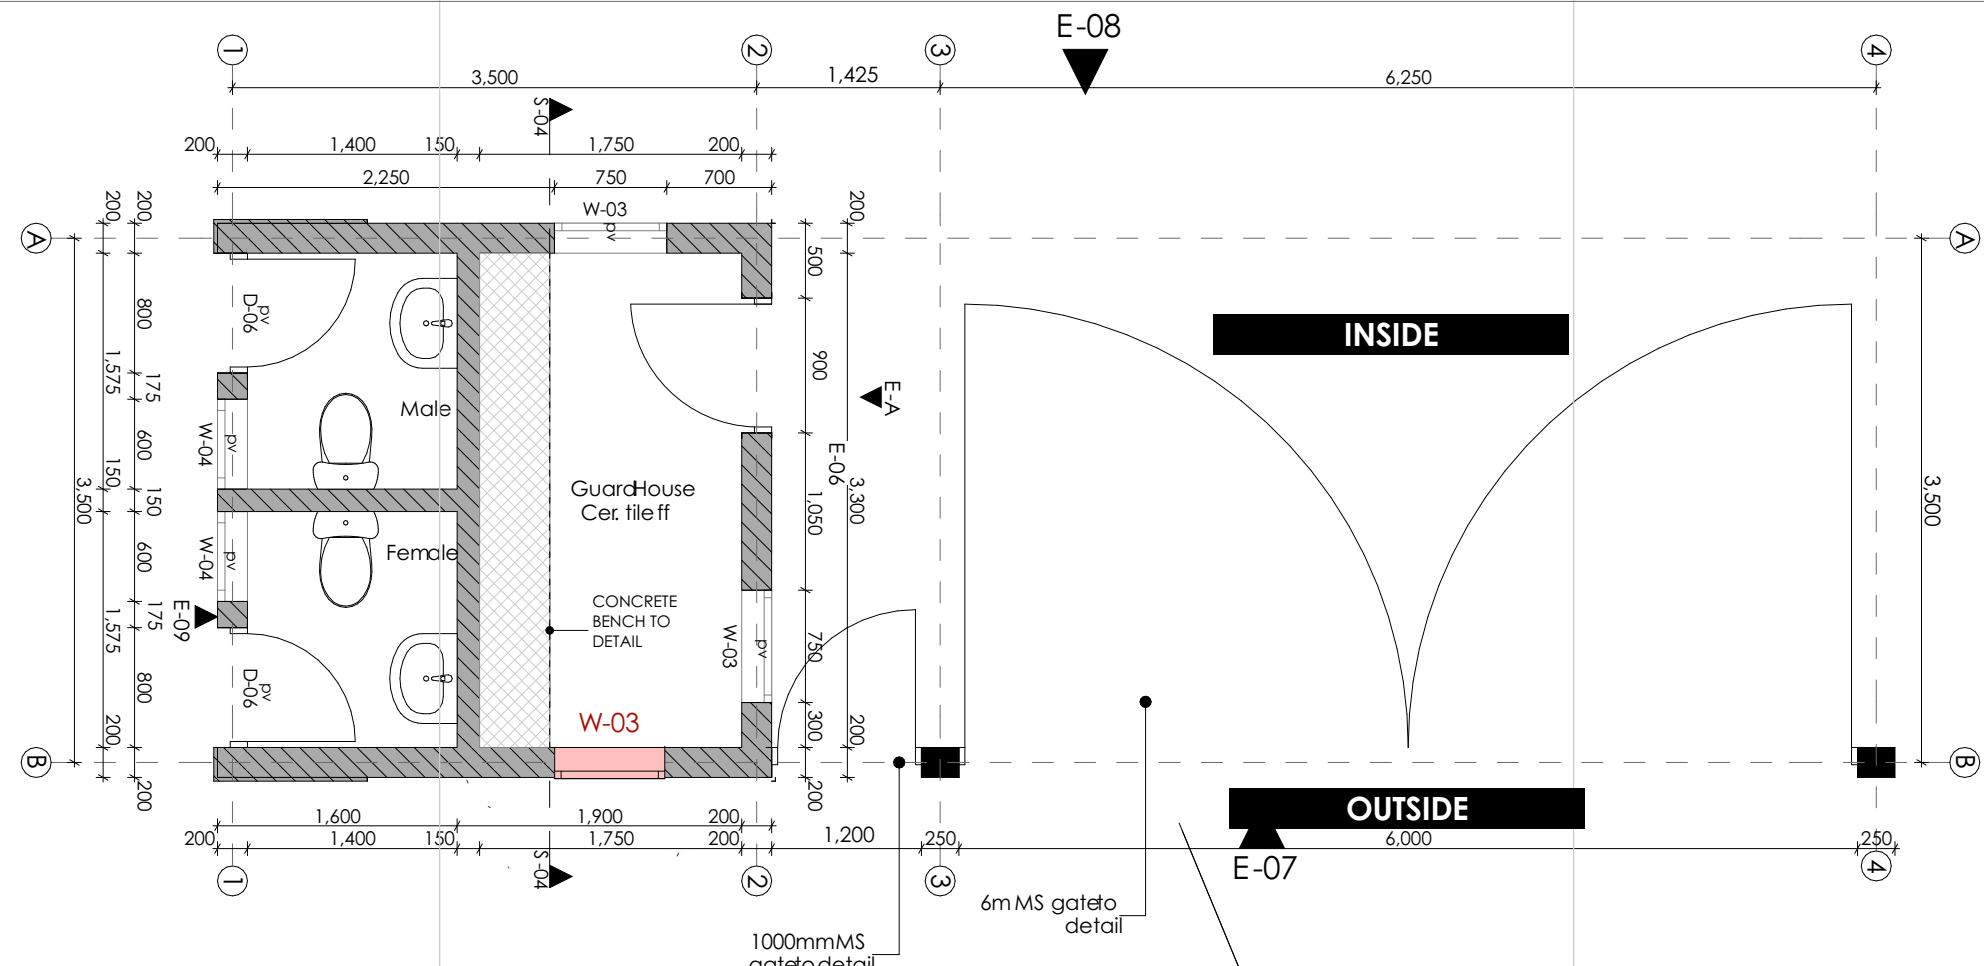 E-08
1
2
3
4
3,500
1,425
6,250
S-04
200
1,400
150
1,750
200
2,250
750
700
W-03
pv
200
200
200
A
A
500
800
D-06
pv
INSIDE
900
1,575
175
E-A
Male
W-04
pv
600
E-06
150
150
3,500
GuardHouse
Cer. tile ff
1,050
3,300
3,500
Female
W-04
pv
600
CONCRETE
BENCH TO
DETAIL
E-09
175
1,575
W-03
pv
750
D-06
pv
800
W-03
300
200
200
B
B
200
200
OUTSIDE
1,600
1,900
200
200
1,400
150
1,750
200
1,200
250
6,000
250
S-04
E-07
1
2
3
4
6m MS gate to
detail
1000mm MS
gate to detail